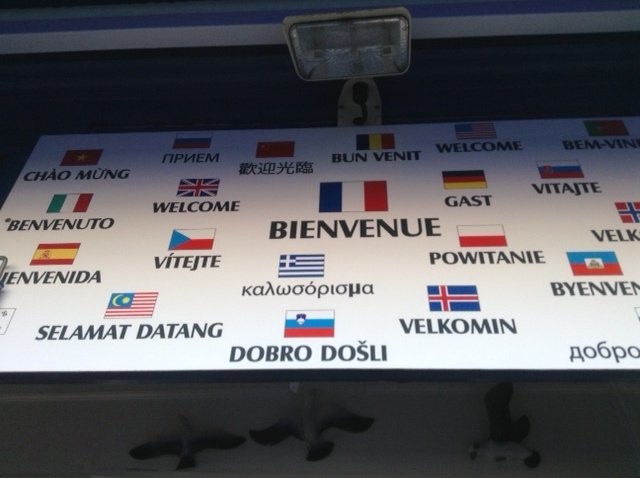 CHÀO MỪNG
ПРИЕМ
歡迎光臨
BUN VENIT
WELCOME
BEM-VIN
BENVENUTO
WELCOME
BIENVENUE
GAST
VITAJTE
VELK
IENVENIDA
VÍTEJTE
καλωσόρισμα
POWITANIE
BYENVEN
SELAMAT DATANG
DOBRO DOŠLI
VELKOMIN
добро